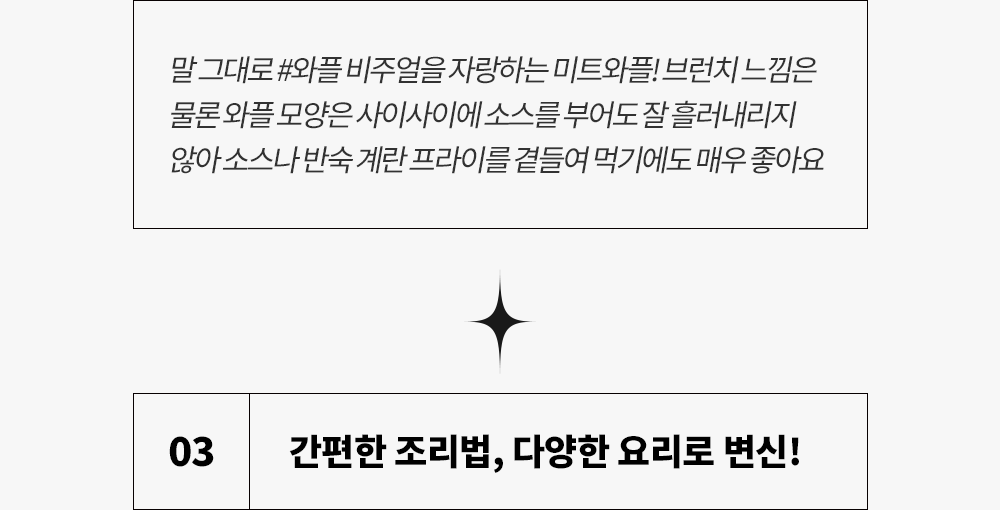 말 그대로 #와플 비주얼을 자랑하는 미트와플! 브런치 느낌은
물론 와플 모양은 사이사이에 소스를 부어도 잘 흘러내리지
않아 소스나 반숙 계란 프라이를 곁들여 먹기에도 매우 좋아요
03 간편한 조리법, 다양한 요리로 변신!